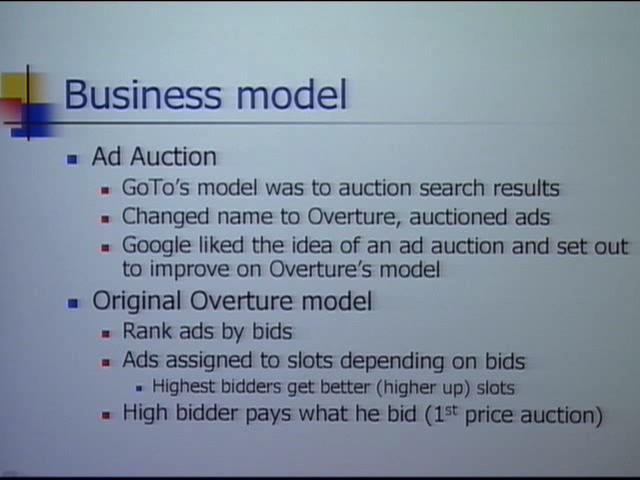 Business model
Ad Auction
GoTo's model was to auction search results
Changed name to Overture, auctioned ads
Google liked the idea of an ad auction and set out
to improve on Overture's model
Original Overture model
Rank ads by bids
Ads assigned to slots depending on bids
Highest bidders get better (higher up) slots
High bidder pays what he bid (1st price auction)